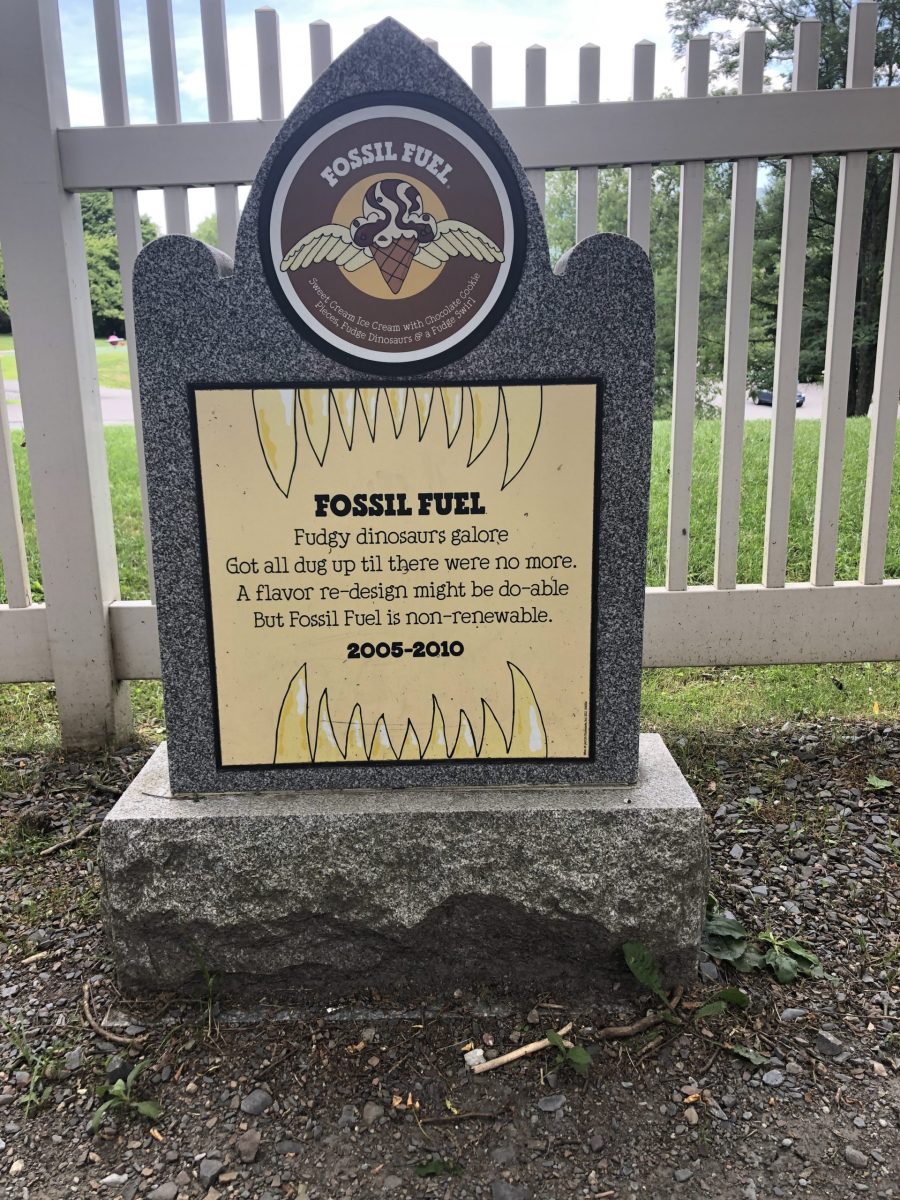 FOSSIL FUEL®
Sweet Cream Ice Cream with Chocolate Cookie
Pieces, Fudge Dinosaurs & a Fudge Swirl
FOSSIL FUEL
Fudgy dinosaurs galore
Got all dug up til there were no more.
A flavor re-design might be do-able
But Fossil Fuel is non-renewable.
2005-2010